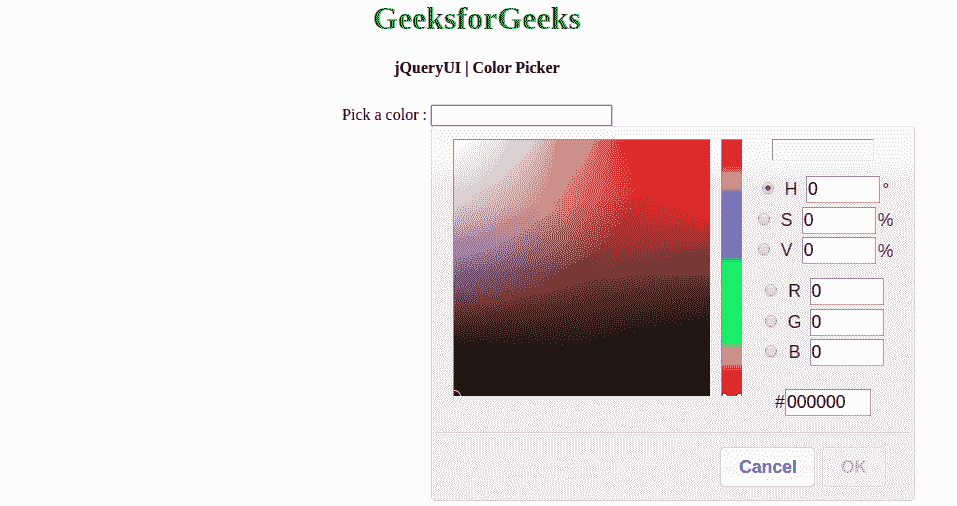 GeeksforGeeks
jQueryUI | Color Picker
Pick a color :
H 0 °
S 0 %
V 0 %
R 0
G 0
B 0
#000000
Cancel OK